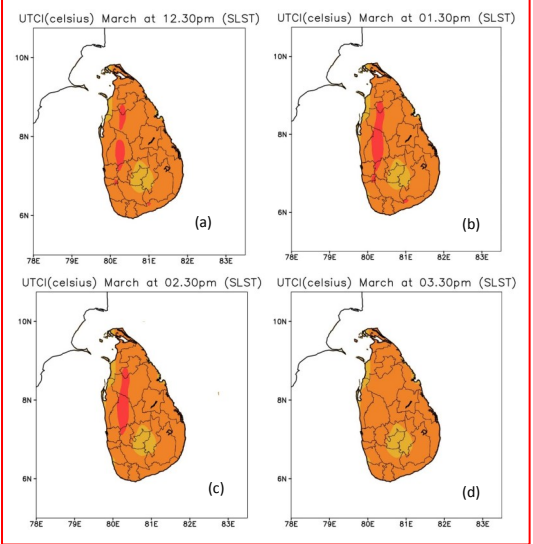 UTCI(celsius) March at 12.30pm (SLST)
10N
8N
6N
78E 79E 80E 81E 82E 83E
(a)
UTCI(celsius) March at 01.30pm (SLST)
10N
8N
6N
78E 79E 80E 81E 82E 83E
(b)
UTCI(celsius) March at 02.30pm (SLST)
10N
8N
6N
78E 79E 80E 81E 82E 83E
(c)
UTCI(celsius) March at 03.30pm (SLST)
10N
8N
6N
78E 79E 80E 81E 82E 83E
(d)